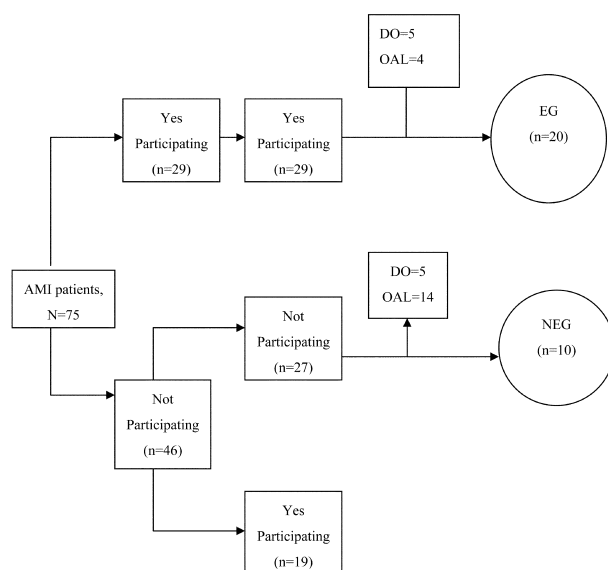 DO=5
OAL=4
Yes
Participating
(n=29)
Yes
Participating
(n=29)
EG
(n=20)
AMI patients,
N=75
DO=5
OAL=14
Not
Participating
(n=27)
NEG
(n=10)
Not
Participating
(n=46)
Yes
Participating
(n=19)